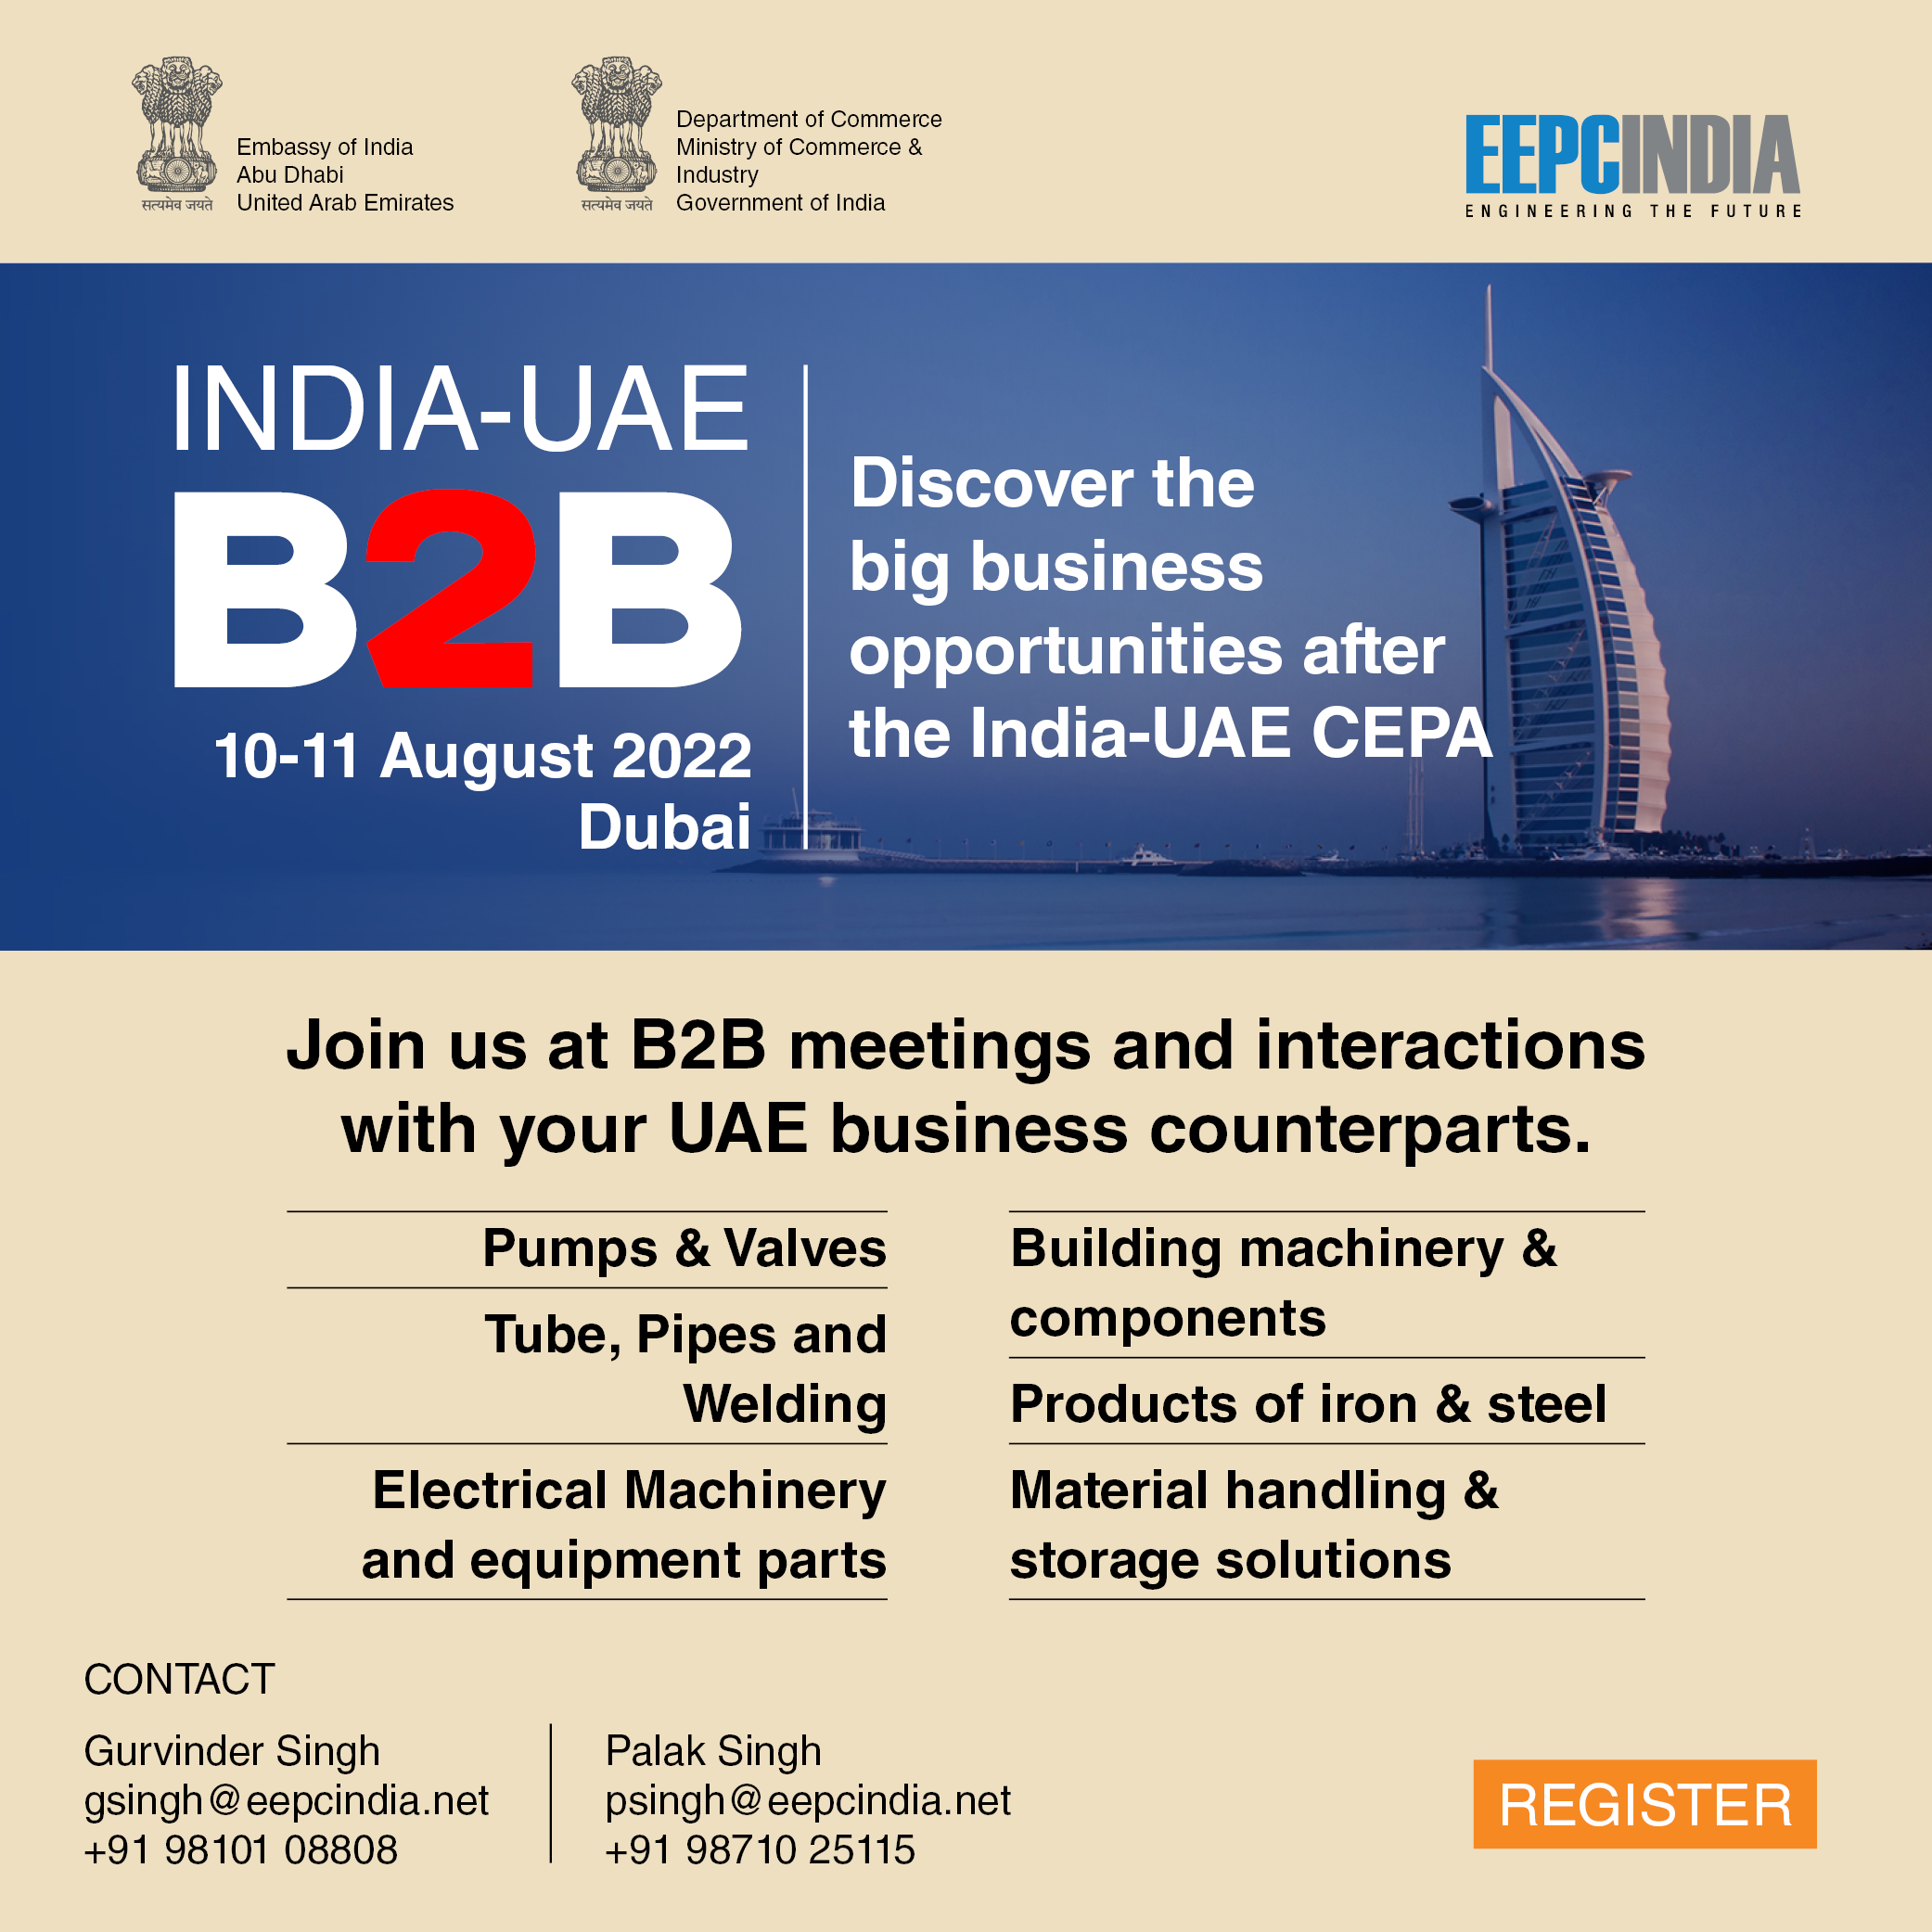 सत्यमेव जयते
Embassy of India
Abu Dhabi
United Arab Emirates
सत्यमेव जयते
Department of Commerce
Ministry of Commerce &
Industry
Government of India
EEPCINDIA
ENGINEERING THE FUTURE
INDIA-UAE
B2B
10-11 August 2022
Dubai
Discover the
big business
opportunities after
the India-UAE CEPA
Join us at B2B meetings and interactions
with your UAE business counterparts.
Pumps & Valves
Tube, Pipes and
Welding
Electrical Machinery
and equipment parts
Building machinery &
components
Products of iron & steel
Material handling &
storage solutions
CONTACT
Gurvinder Singh
gsingh@eepcindia.net
+91 98101 08808
Palak Singh
psingh@eepcindia.net
+91 98710 25115
REGISTER